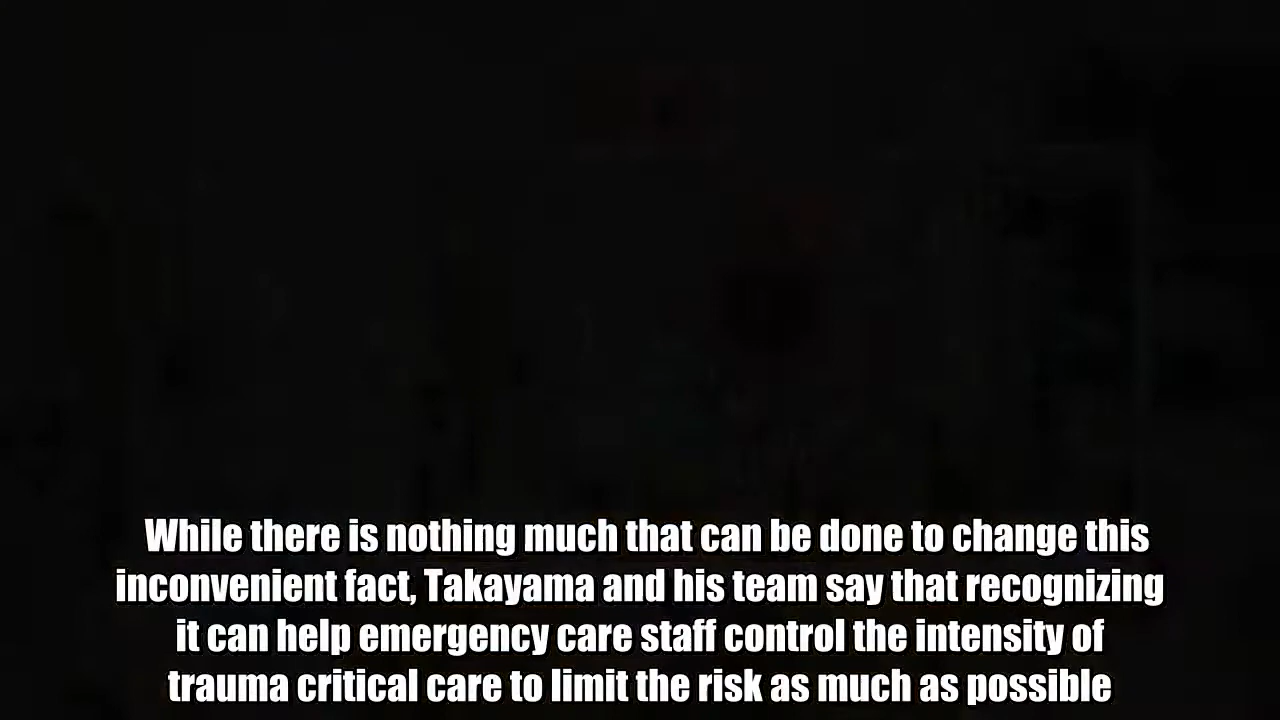 While there is nothing much that can be done to change this
inconvenient fact, Takayama and his team say that recognizing
it can help emergency care staff control the intensity of
trauma critical care to limit the risk as much as possible